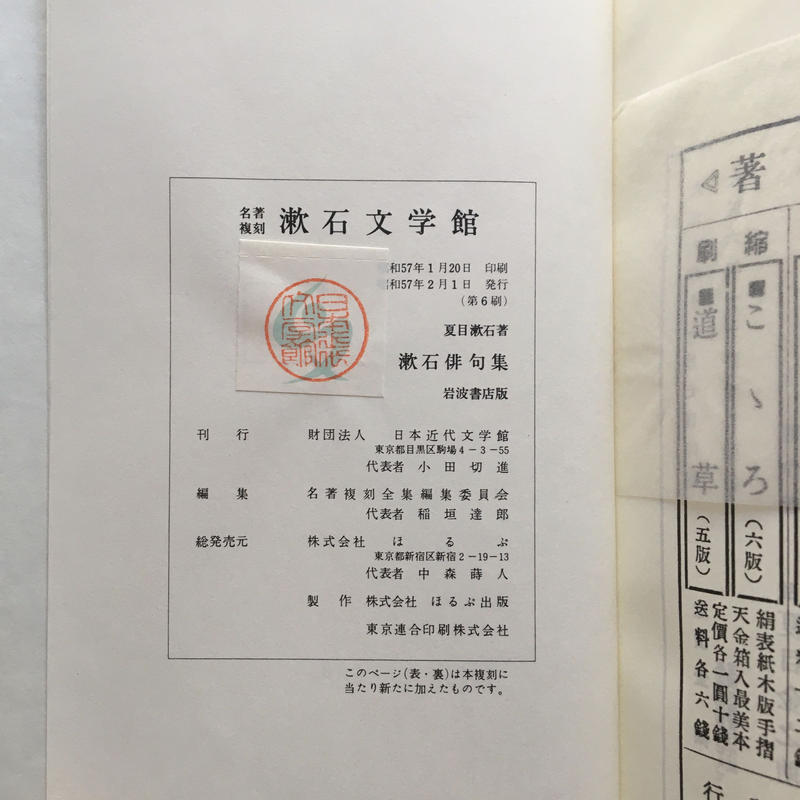 名著
複刻 漱石文学館
和57年1月20日 印刷
和57年2月1日 発行
(第6刷)
夏目漱石著
漱石俳句集
岩波書店版
刊行 財団法人 日本近代文学館
東京都目黒区駒場4-3-55
代表者 小田切進
編集 名著複刻全集編集委員会
代表者 稲垣達郎
総発売元 株式会社 ほるぷ
東京都新宿区新宿2-19-13
代表者 中森蒔人
製作 株式会社 ほるぷ出版
東京連合印刷株式会社
このページ(表・裏)は本複刻に
当たり新たに加えたものです。
著
縮
刷
こゝろ
(六版)
道草
(五版)
絹表紙木版手摺
天金箱入最美本
定價各一圓十錢
送料各六錢
行